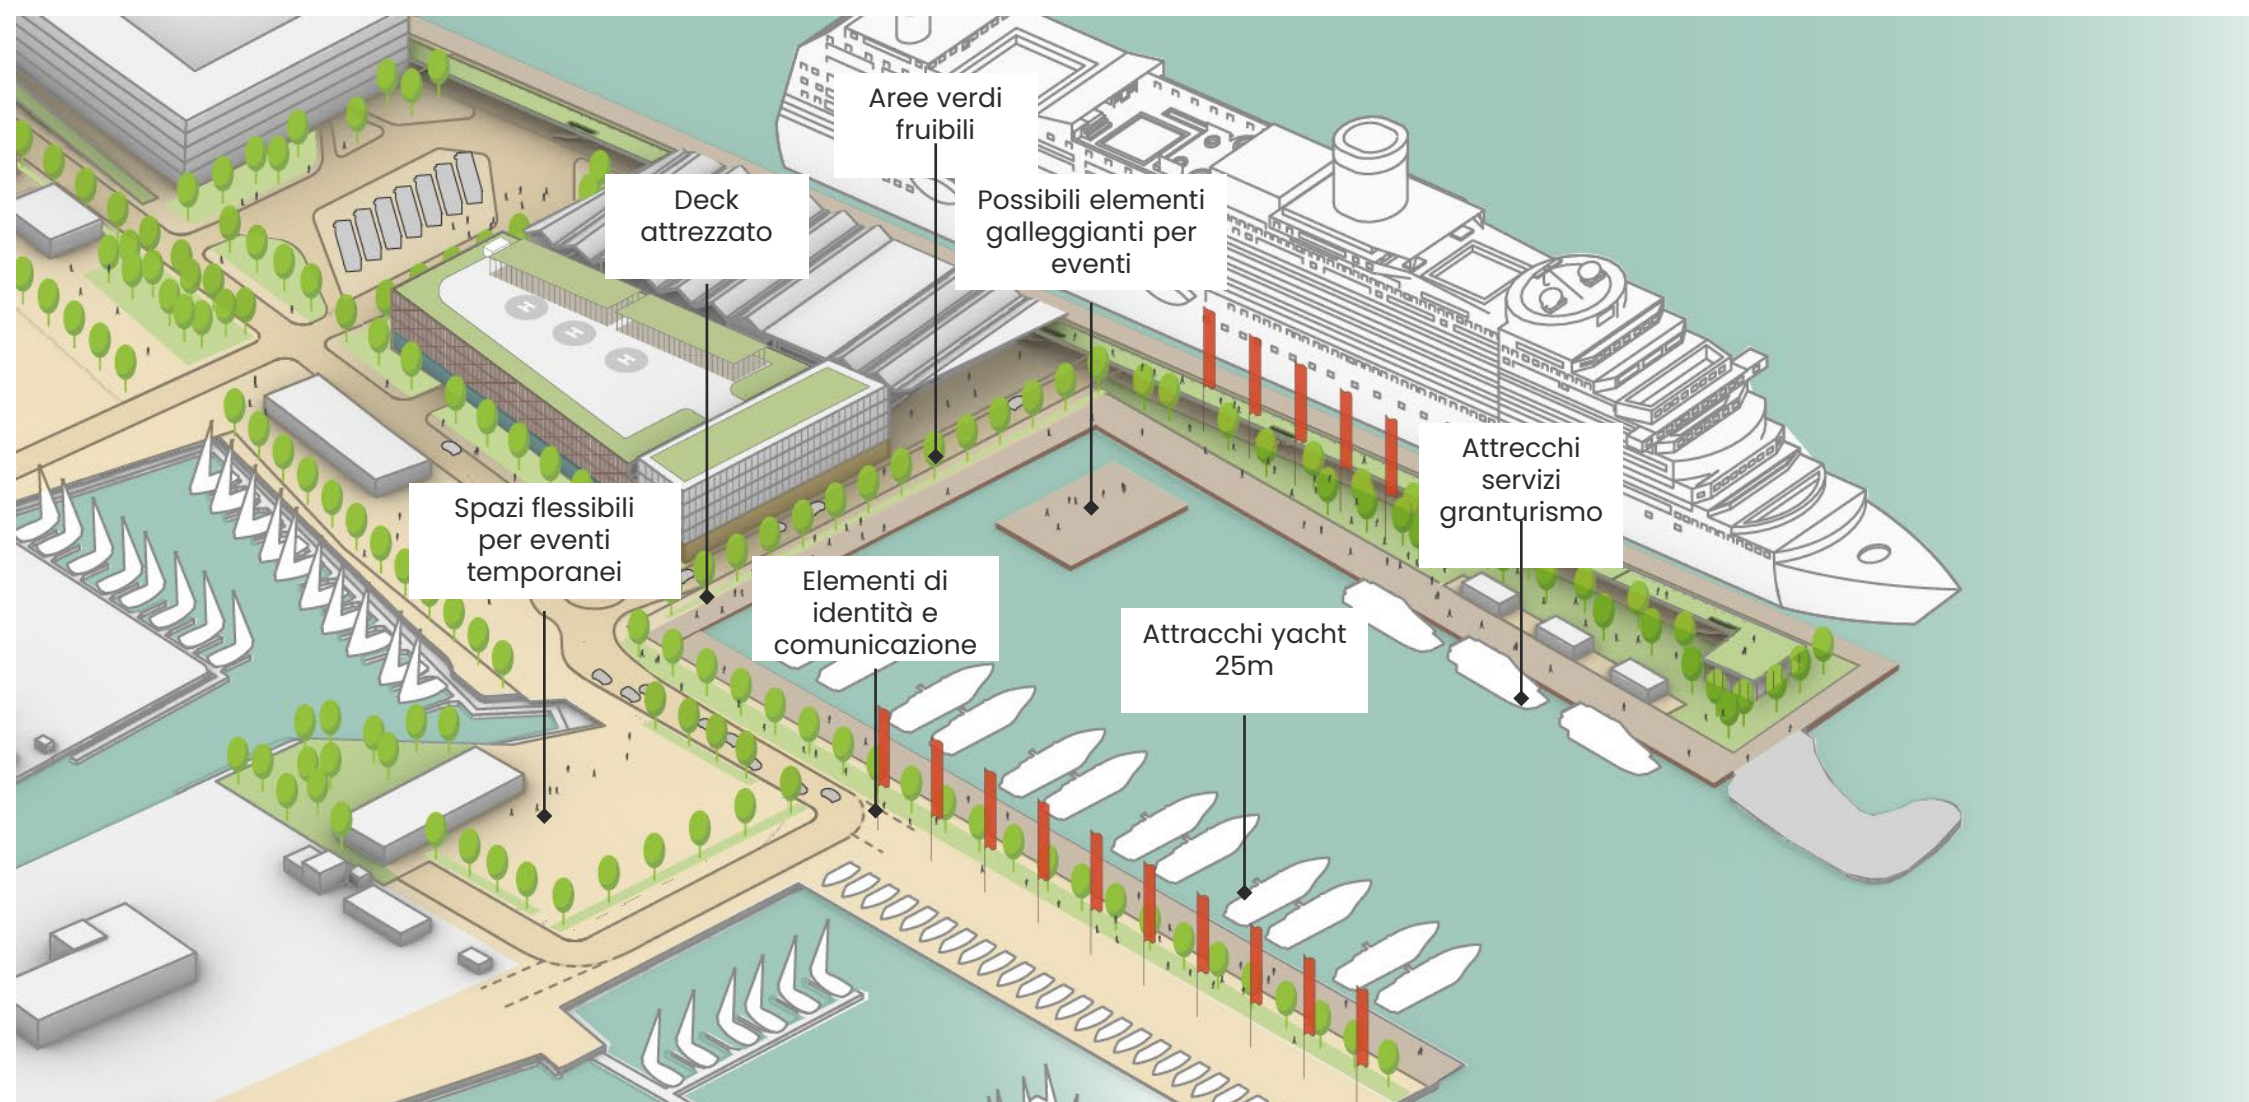 Aree verdi
fruibili
Deck
attrezzato
Possibili elementi
galleggianti per
eventi
Attrecchi
servizi
granturismo
Spazi flessibili
per eventi
temporanei
Elementi di
identità e
comunicazione
Attracchi yacht
25m
H
H
H